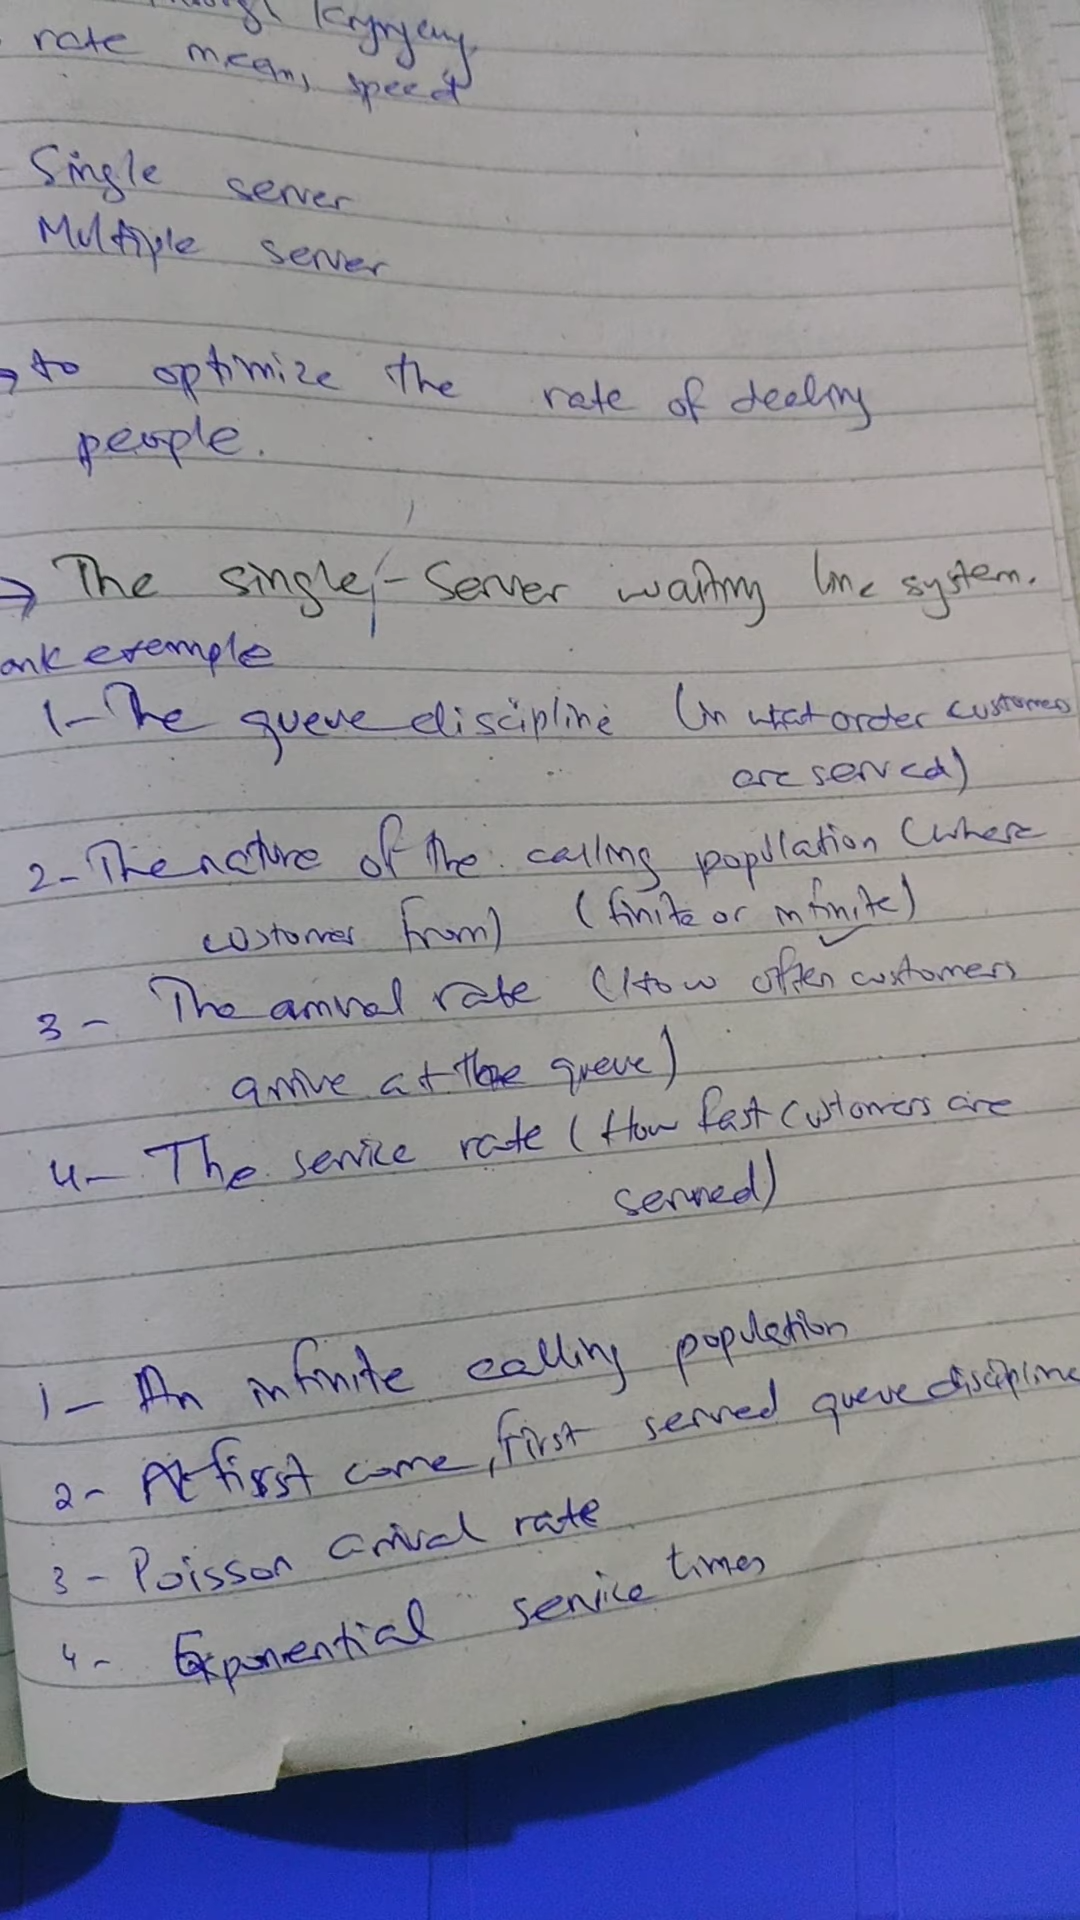 rate means speed
Single server
Multiple server
→ to optimize the rate of dealing
people.
→ The single-Server waiting line system.
ank example
1- The queue discipline (in what order customers
are served)
2- The nature of the calling population (where
customer from) (finite or infinite)
3- The arrival rate (How often customers
arrive at the queue)
4- The service rate (How fast customers are
served)
1- An infinite calling population
2- A first come, first served queue discipline
3- Poisson arrival rate
4- Exponential service times